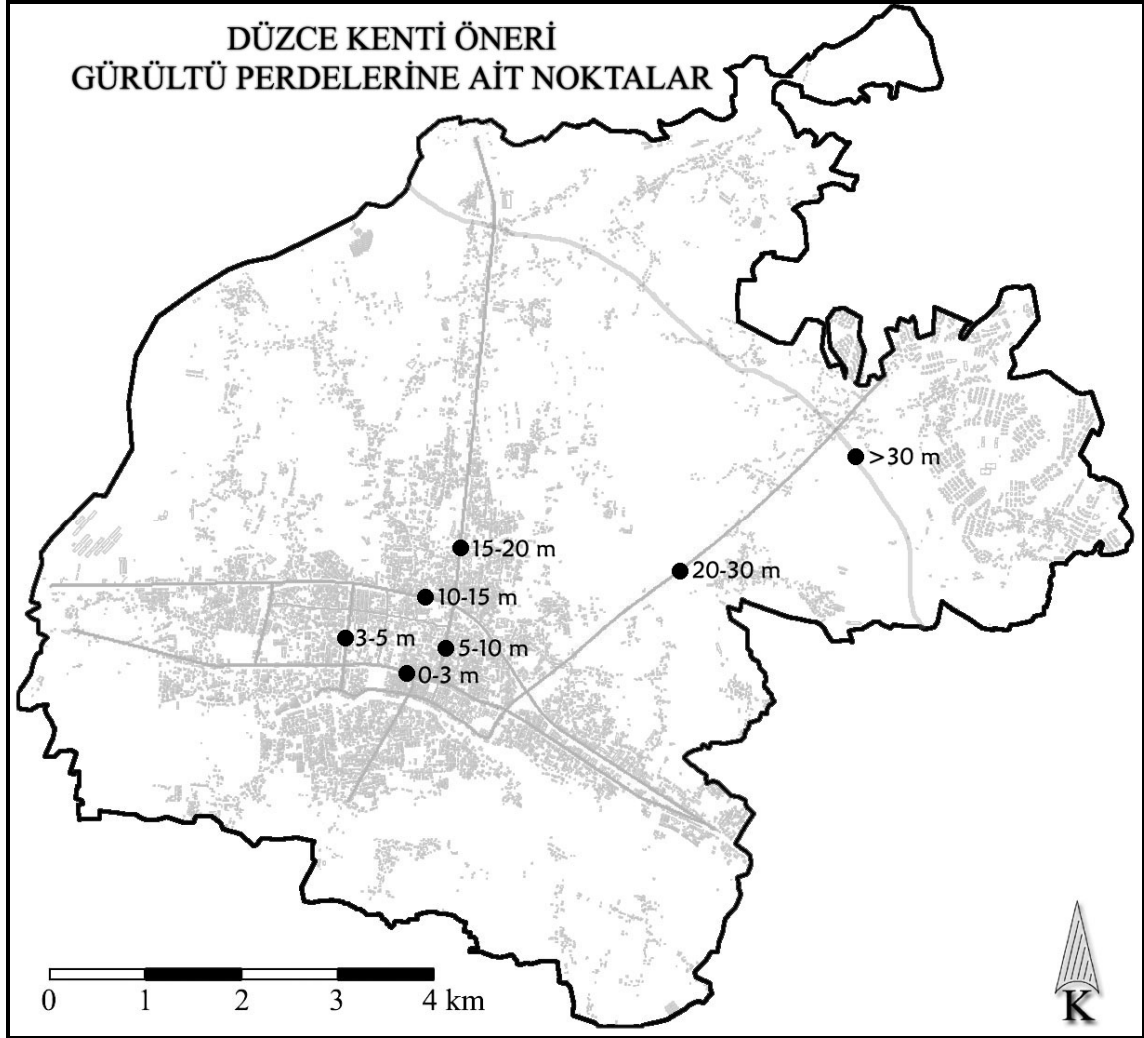 DÜZCE KENTİ ÖNERİ
GÜRÜLTÜ PERDELERİNE AİT NOKTALAR
>30 m
15-20 m
20-30 m
10-15 m
3-5 m
5-10 m
0-3 m
0 1 2 3 4 km
K